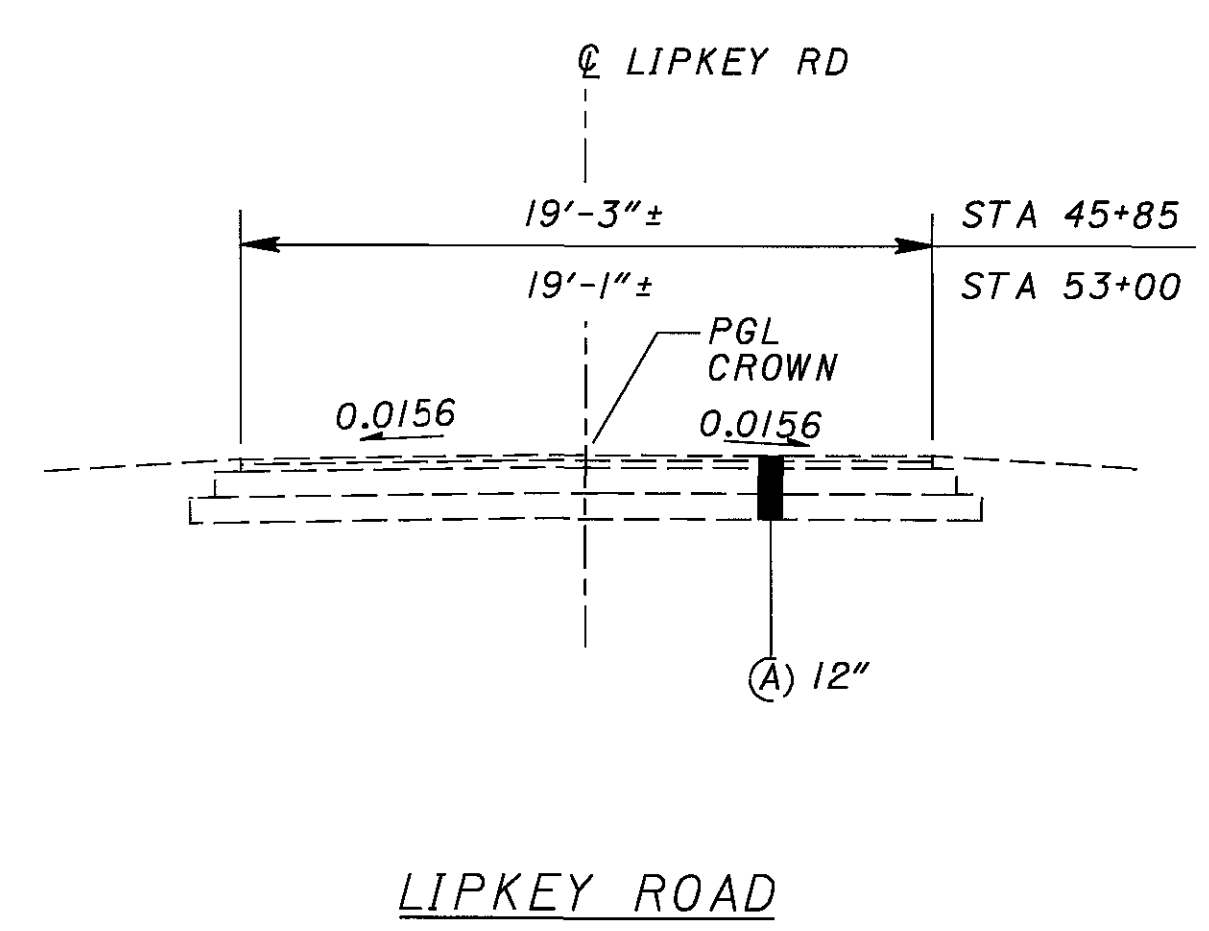 ℄ LIPKEY RD
19'-3"± STA 45+85
19'-1"± STA 53+00
PGL
CROWN
0.0156 0.0156
A 12"
LIPKEY ROAD